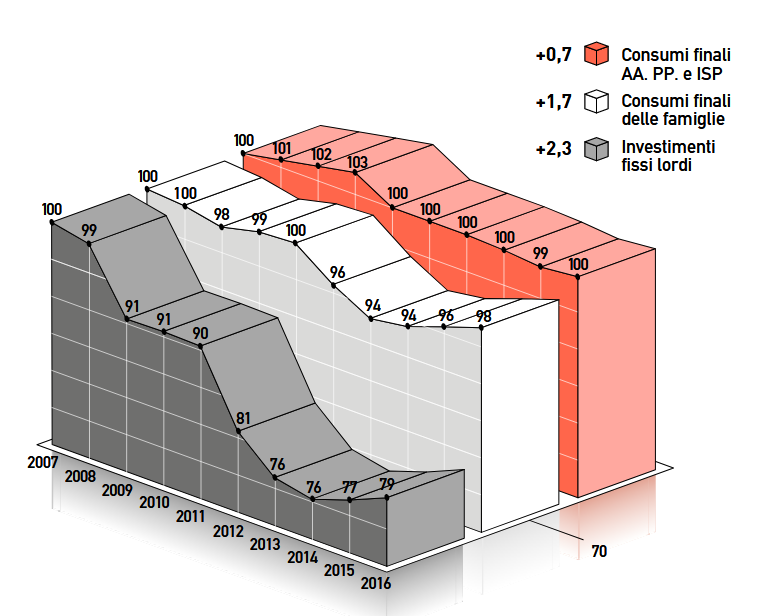 +0,7 Consumi finali
AA. PP. e ISP
+1,7 Consumi finali
delle famiglie
+2,3 Investimenti
fissi lordi
100 101 102 103 100 100 100 100 99 100
100 100 98 99 100 96 94 94 96 98
100 99 91 91 90 81 76 76 77 79
2007 2008 2009 2010 2011 2012 2013 2014 2015 2016
70